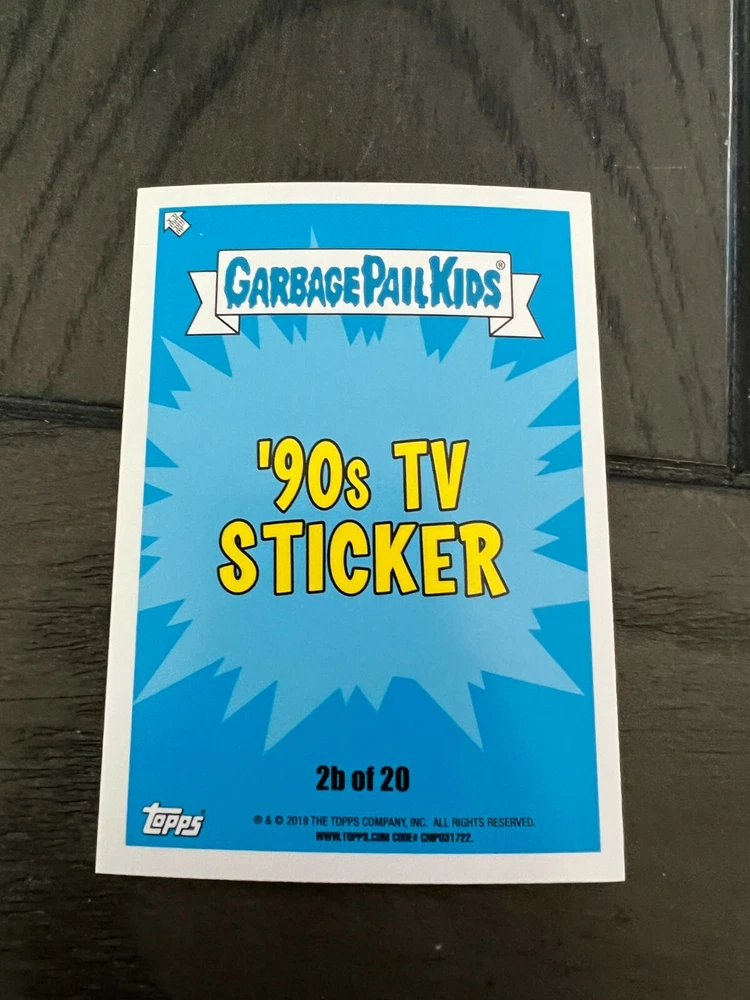 GARBAGE PAIL KIDS®
'90s TV
STICKER
2b of 20
topps®
® & © 2019 THE TOPPS COMPANY, INC. ALL RIGHTS RESERVED.
WWW.TOPPS.COM CODE# CMP031722.